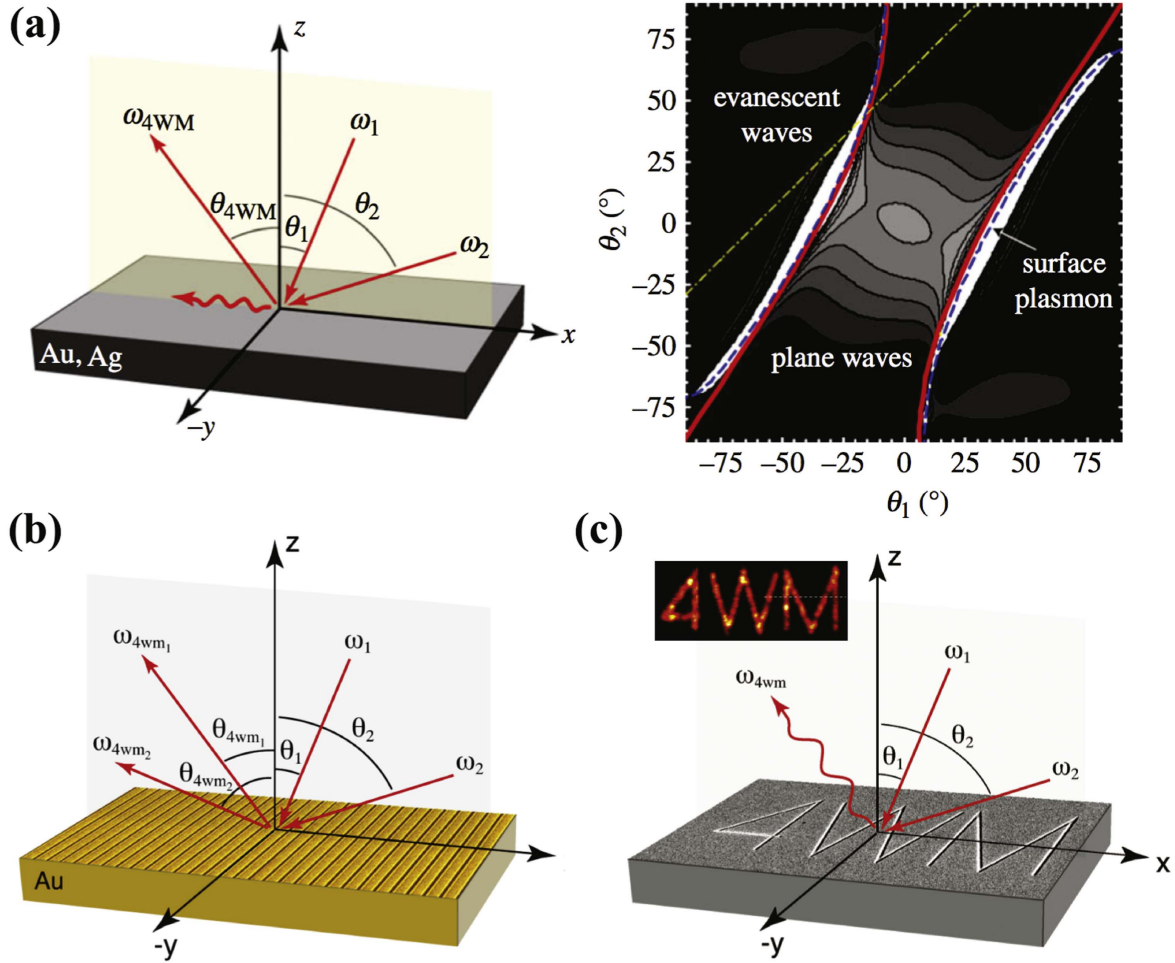 (a)
z
ω4WM
ω1
θ4WM
θ1
θ2
ω2
x
Au, Ag
–y
75
50
25
0
–25
–50
–75
θ2 (°)
evanescent
waves
surface
plasmon
plane waves
–75 –50 –25 0 25 50 75
θ1 (°)
(b)
z
ω4wm1
ω1
θ4wm1
θ1
θ2
ω4wm2
θ4wm2
ω2
Au
-y
(c)
4WM
z
ω1
ω4wm
θ2
θ1
ω2
4WM
x
-y